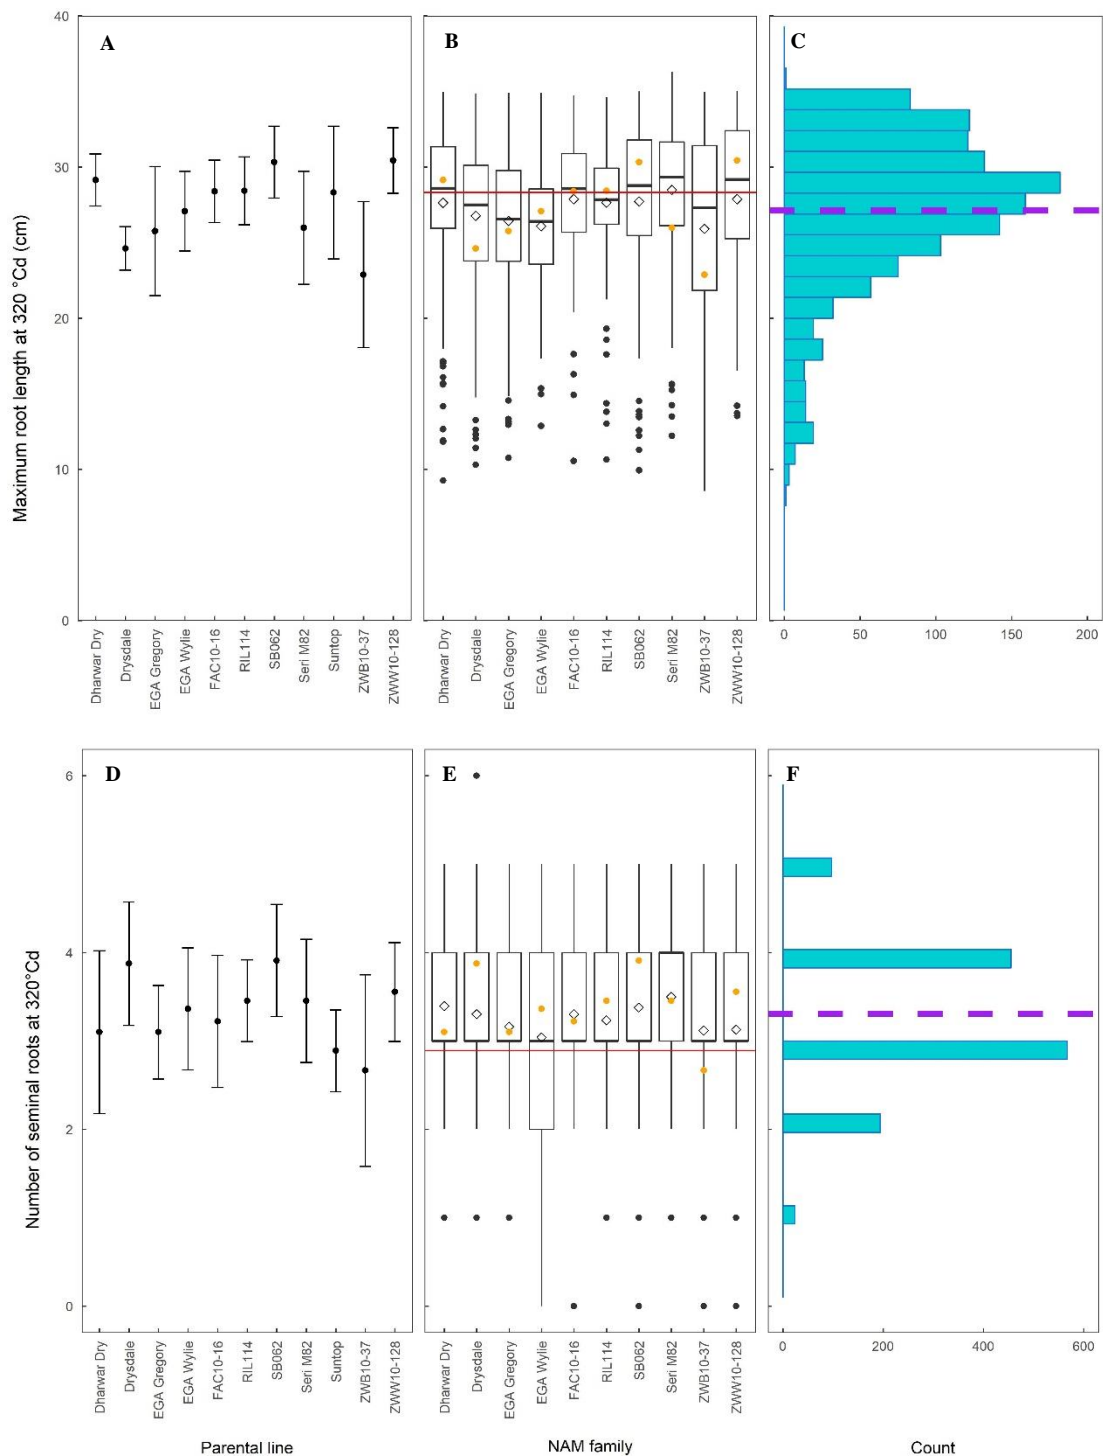 A
B
C
Maximum root length at 320 °Cd (cm)
40
30
20
10
0
Dharwar Dry
Drysdale
EGA Gregory
EGA Wylie
FAC10-16
RIL114
SB062
Seri M82
Suntop
ZWB10-37
ZWW10-128
Dharwar Dry
Drysdale
EGA Gregory
EGA Wylie
FAC10-16
RIL114
SB062
Seri M82
ZWB10-37
ZWW10-128
0
50
100
150
200
D
E
F
Number of seminal roots at 320°Cd
6
4
2
0
Dharwar Dry
Drysdale
EGA Gregory
EGA Wylie
FAC10-16
RIL114
SB062
Seri M82
Suntop
ZWB10-37
ZWW10-128
Dharwar Dry
Drysdale
EGA Gregory
EGA Wylie
FAC10-16
RIL114
SB062
Seri M82
ZWB10-37
ZWW10-128
0
200
400
600
Parental line
NAM family
Count